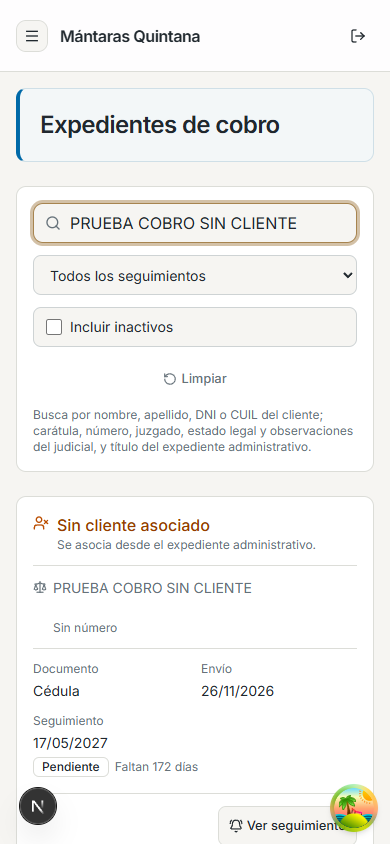 Mántaras Quintana
Expedientes de cobro
PRUEBA COBRO SIN CLIENTE
Todos los seguimientos
Incluir inactivos
Limpiar
Busca por nombre, apellido, DNI o CUIL del cliente;
carátula, número, juzgado, estado legal y observaciones
del judicial, y título del expediente administrativo.
Sin cliente asociado
Se asocia desde el expediente administrativo.
PRUEBA COBRO SIN CLIENTE
Sin número
Documento
Envío
Cédula
26/11/2026
Seguimiento
17/05/2027
Pendiente
Faltan 172 días
N
Ver seguimiento